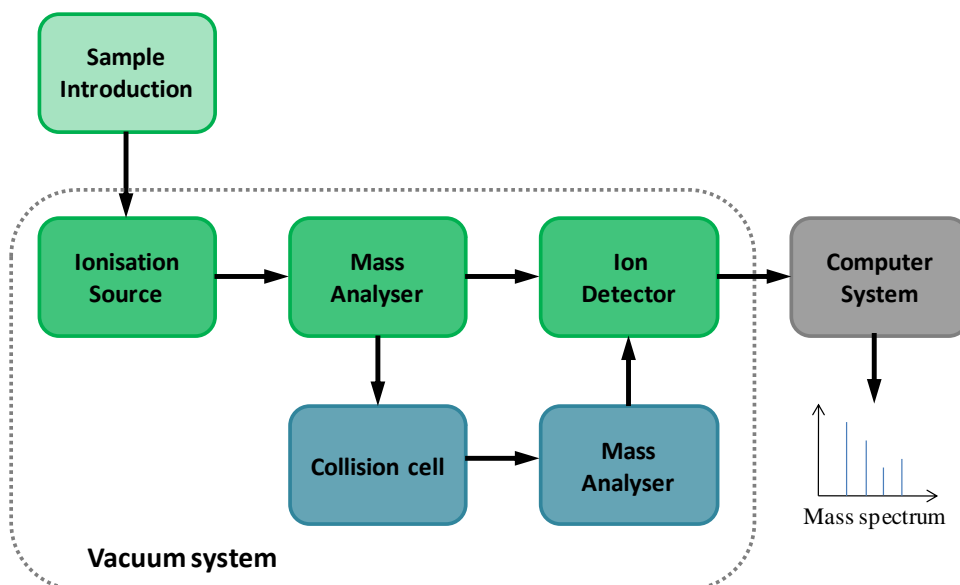 Sample
Introduction
Ionisation
Source
Mass
Analyser
Ion
Detector
Computer
System
Collision cell
Mass
Analyser
Mass spectrum
Vacuum system